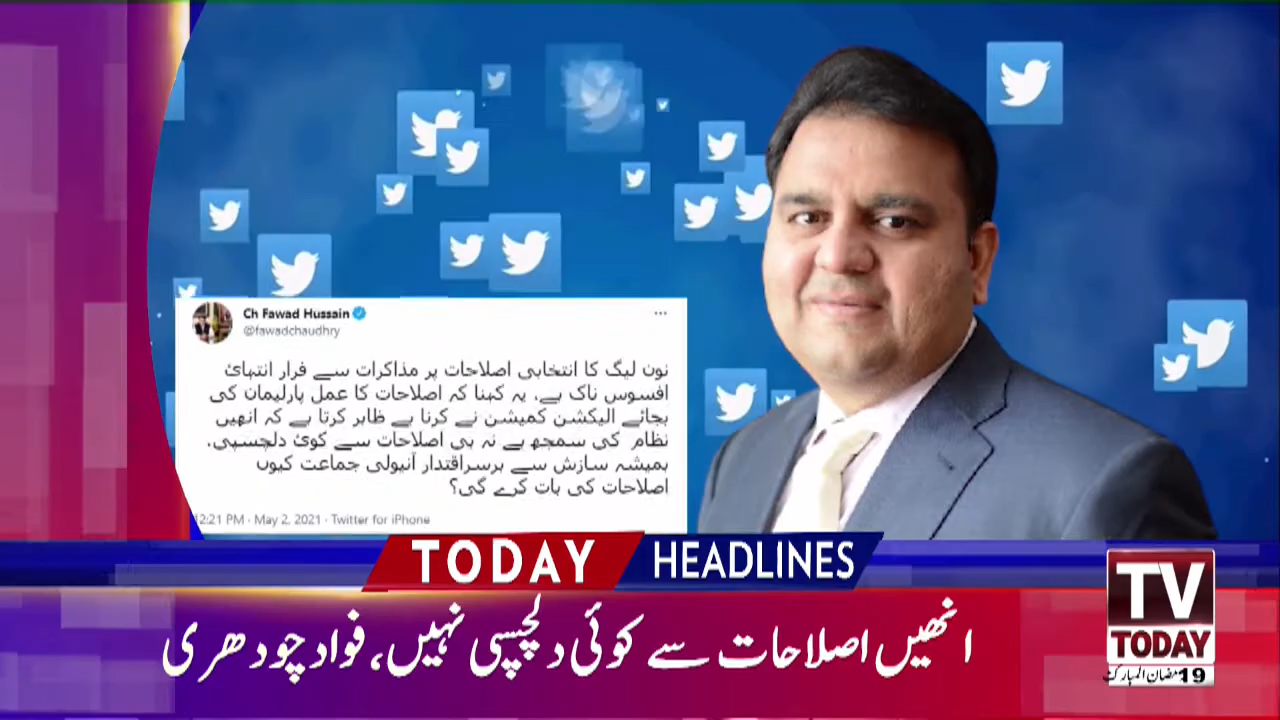 Ch Fawad Hussain
@fawadchaudhry
نون لیگ کا انتخابی اصلاحات پر مذاکرات سے فرار انتہائ
افسوس ناک ہے، یہ کہنا کہ اصلاحات کا عمل پارلیمان کی
بجائے الیکشن کمیشن نے کرنا ہے ظاہر کرتا ہے کہ انھیں
نظام کی سمجھ ہے نہ ہی اصلاحات سے کوئ دلچسپی،
ہمیشہ سازش سے برسراقتدار آنیولی جماعت کیوں
اصلاحات کی بات کرے گی؟
12:21 PM · May 2, 2021 · Twitter for iPhone
TODAY HEADLINES
انھیں اصلاحات سے کوئی دلچسپی نہیں، فواد چودھری
TV
TODAY
19 رمضان المبارک